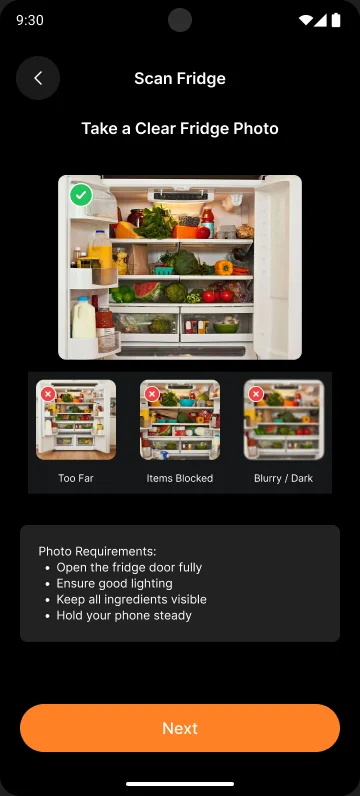 9:30
Scan Fridge
Take a Clear Fridge Photo
Too Far
Items Blocked
Blurry / Dark
Photo Requirements:
• Open the fridge door fully
• Ensure good lighting
• Keep all ingredients visible
• Hold your phone steady
Next